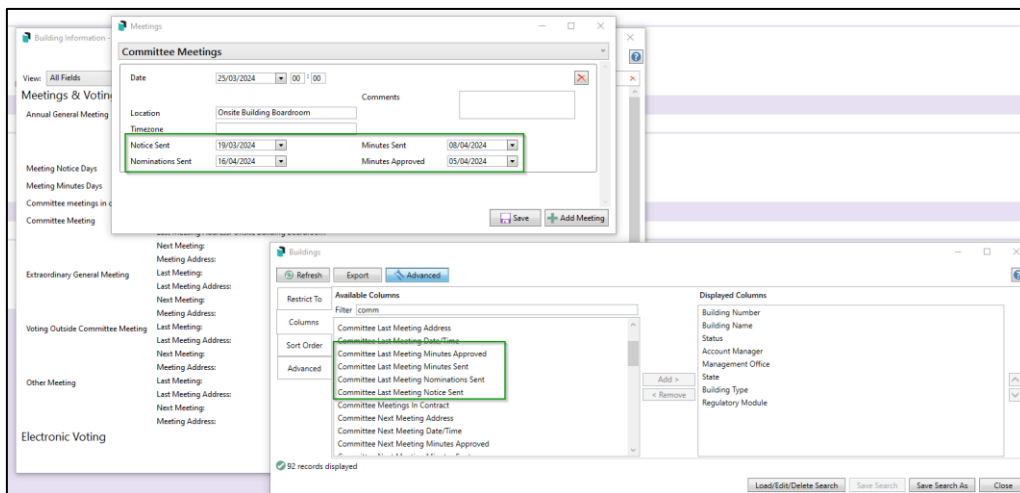 Building Information -
View: All Fields
Meetings & Votin
Annual General Meeting
Meeting Notice Days
Meeting Minutes Days
Committee meetings in c
Committee Meeting
Next Meeting:
Meeting Address:
Extraordinary General Meeting
Last Meeting:
Last Meeting Address:
Next Meeting:
Meeting Address:
Voting Outside Committee Meeting
Last Meeting:
Last Meeting Address:
Next Meeting:
Meeting Address:
Other Meeting
Last Meeting:
Last Meeting Address:
Next Meeting:
Meeting Address:
Electronic Voting
Meetings
Committee Meetings
Date 25/03/2024 00 : 00
Comments
Location Onsite Building Boardroom
Timezone
Notice Sent 19/03/2024 Minutes Sent 08/04/2024
Nominations Sent 16/04/2024 Minutes Approved 05/04/2024
Save Add Meeting
Buildings
Refresh Export Advanced
Restrict To
Columns
Sort Order
Advanced
Available Columns
Filter comm
Committee Last Meeting Address
Committee Last Meeting Date/Time
Committee Last Meeting Minutes Approved
Committee Last Meeting Minutes Sent
Committee Last Meeting Nominations Sent
Committee Last Meeting Notice Sent
Committee Meetings In Contract
Committee Next Meeting Address
Committee Next Meeting Date/Time
Committee Next Meeting Minutes Approved
Add >
< Remove
Displayed Columns
Building Number
Building Name
Status
Account Manager
Management Office
State
Building Type
Regulatory Module
92 records displayed
Load/Edit/Delete Search Save Search Save Search As Close